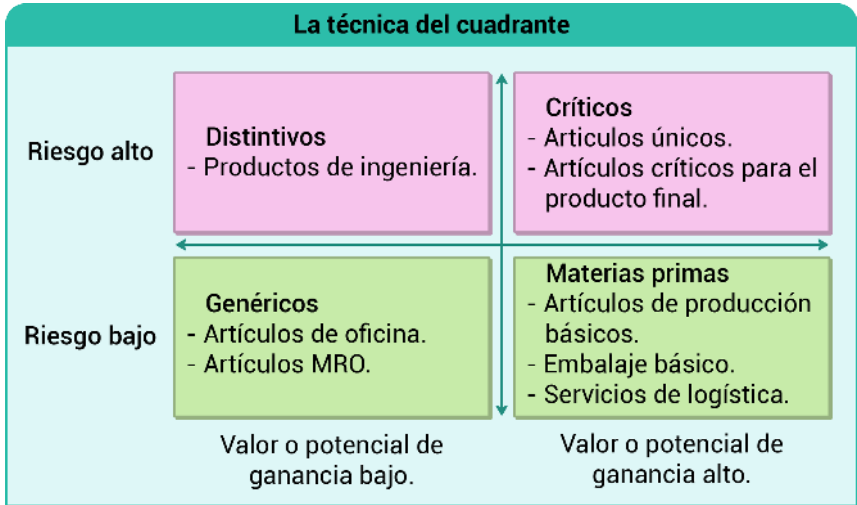 La técnica del cuadrante
Riesgo alto
Distintivos
- Productos de ingeniería.
Críticos
- Articulos únicos.
- Artículos críticos para el
producto final.
Riesgo bajo
Genéricos
- Artículos de oficina.
- Artículos MRO.
Materias primas
- Artículos de producción
básicos.
- Embalaje básico.
- Servicios de logística.
Valor o potencial de
ganancia bajo.
Valor o potencial de
ganancia alto.